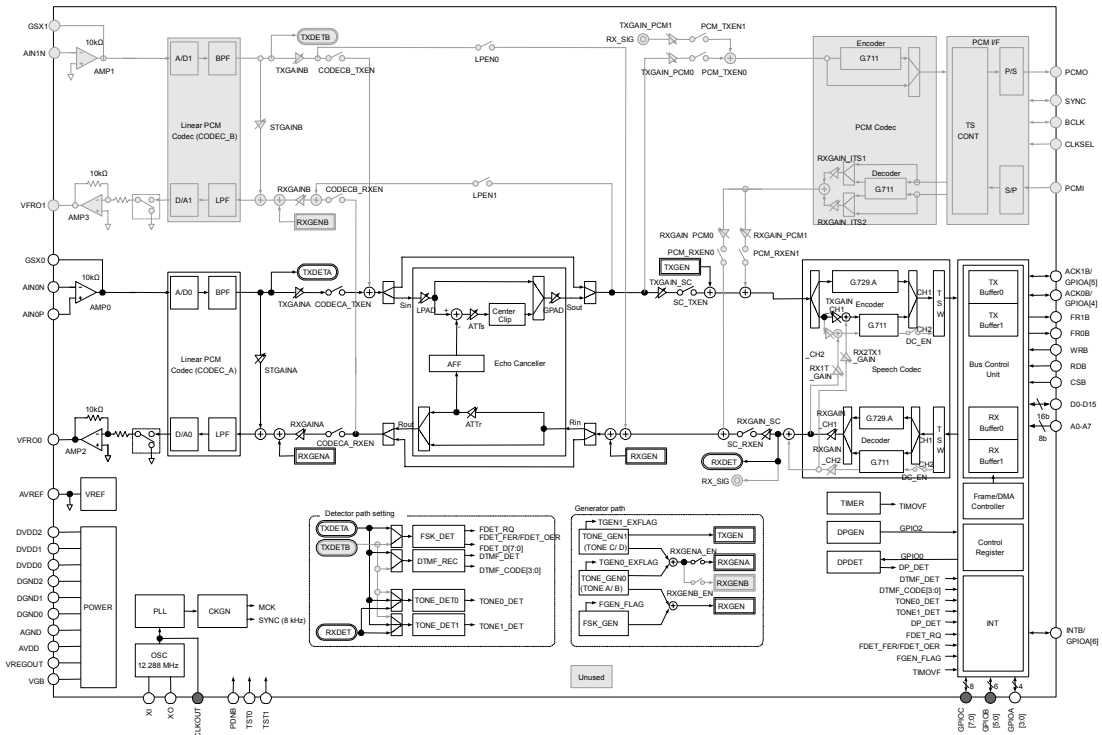 GSX1
10kΩ
AIN1N
AMP1
A/D1
BPF
Linear PCM
Codec (CODEC_B)
TXDETB
TXGAINB
CODECB_TXEN
LPEN0
STGAINB
TXGAIN_PCM1
PCM_TXEN1
RX_SIG
TXGAIN_PCM0
PCM_TXEN0
Encoder
G.711
PCM Codec
PCM I/F
P/S
TS
CONT
S/P
PCMO
SYNC
BCLK
CLKSEL
PCMI
RXGAIN_ITS1
Decoder
G.711
RXGAIN_ITS2
10kΩ
VFRO1
AMP3
D/A1
LPF
RXGAINB
CODECB_RXEN
RXGENB
LPEN1
RXGAIN_PCM0
RXGAIN_PCM1
PCM_RXEN0
PCM_RXEN1
GSX0
10kΩ
AIN0N
AIN0P
AMP0
A/D0
BPF
Linear PCM
Codec (CODEC_A)
TXDETA
TXGAINA
CODECA_TXEN
STGAINA
Sin
LPAD
ATTs
Center
Clip
GPAD
Sout
AFF
Echo Canceller
ATTr
Rout
Rin
TXGEN
TXGAIN_SC
SC_TXEN
G.729.A
TXGAIN
_CH1
Encoder
G.711
CH1
CH2
DC_EN
T
S
W
_CH2
RX2TX1
_GAIN
RX1T
_GAIN
Speech Codec
TX
Buffer0
TX
Buffer1
Bus Control
Unit
RX
Buffer0
RX
Buffer1
ACK1B/
GPIOA[5]
ACK0B/
GPIOA[4]
FR1B
FR0B
WRB
RDB
CSB
D0-D15
16b
A0-A7
8b
10kΩ
VFRO0
AMP2
D/A0
LPF
RXGAINA
CODECA_RXEN
RXGENA
RXGEN
RXGAIN_SC
SC_RXEN
RXDET
RX_SIG
RXGAIN
_CH1
RXGAIN
_CH2
G.729.A
Decoder
G.711
CH1
CH2
DC_EN
T
S
W
AVREF
VREF
DVDD2
DVDD1
DVDD0
DGND2
DGND1
DGND0
AGND
AVDD
VREGOUT
VGB
POWER
PLL
CKGN
MCK
SYNC (8 kHz)
OSC
12.288 MHz
XI
XO
CLKOUT
PDNB
TST0
TST1
Detector path setting
TXDETA
TXDETB
RXDET
FSK_DET
FDET_RQ
FDET_FER/FDET_OER
FDET_D[7:0]
DTMF_REC
DTMF_DET
DTMF_CODE[3:0]
TONE_DET0
TONE0_DET
TONE_DET1
TONE1_DET
Generator path
TGEN1_EXFLAG
TONE_GEN1
(TONE C/ D)
TGEN0_EXFLAG
TONE_GEN0
(TONE A/ B)
FGEN_FLAG
FSK_GEN
TXGEN
RXGENA_EN
RXGENA
RXGENB
RXGENB_EN
RXGEN
Unused
TIMER
TIMOVF
DPGEN
GPIO2
DPDET
GPIO0
DP_DET
Frame/DMA
Controller
Control
Register
INT
DTMF_DET
DTMF_CODE[3:0]
TONE0_DET
TONE1_DET
DP_DET
FDET_RQ
FDET_FER/FDET_OER
FGEN_FLAG
TIMOVF
INTB/
GPIOA[6]
8
6
4
GPIOC
[7:0]
GPIOB
[5:0]
GPIOA
[3:0]